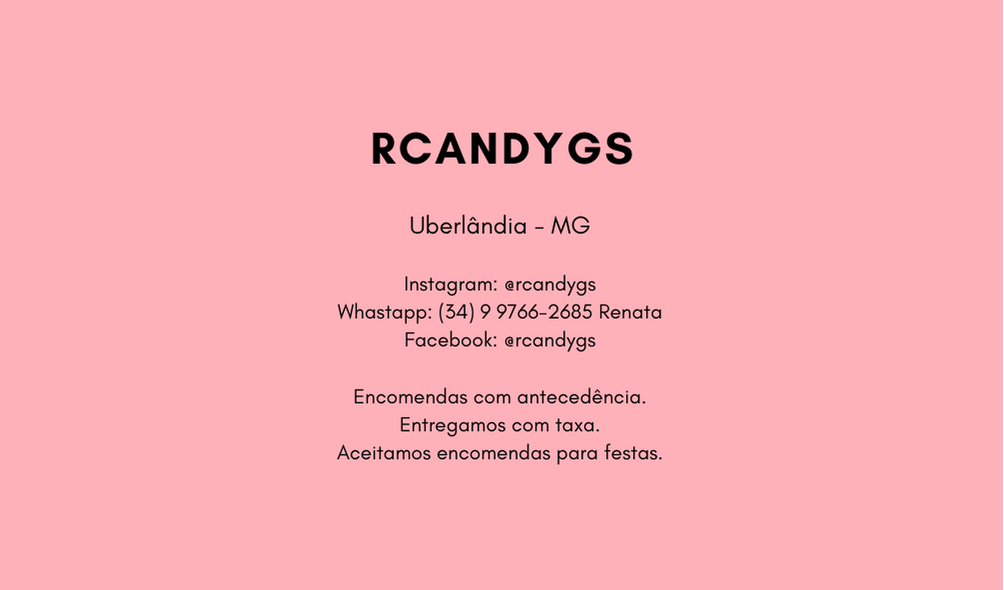 RCANDYGS
Uberlândia - MG
Instagram: @rcandygs
Whastapp: (34) 9 9766-2685 Renata
Facebook: @rcandygs
Encomendas com antecedência.
Entregamos com taxa.
Aceitamos encomendas para festas.